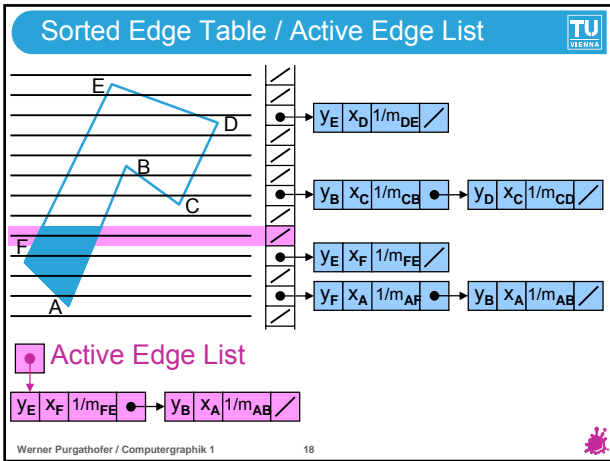 Sorted Edge Table / Active Edge List
TU
VIENNA
E
D
B
C
F
A
yE xD 1/mDE
yB xC 1/mCB yD xC 1/mCD
yE xF 1/mFE
yF xA 1/mAF yB xA 1/mAB
Active Edge List
yE xF 1/mFE yB xA 1/mAB
Werner Purgathofer / Computergraphik 1 18